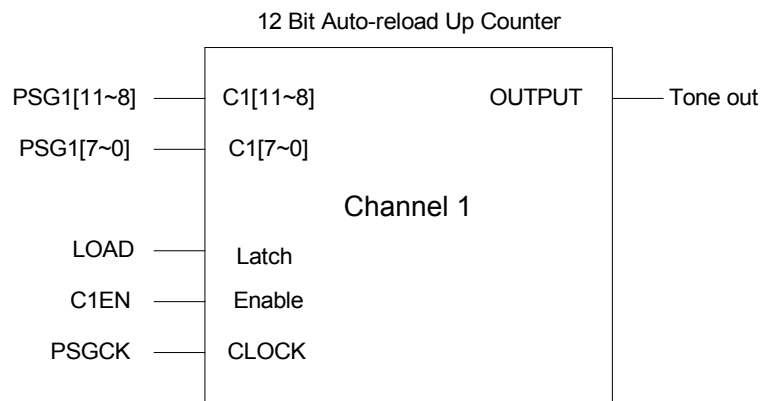 12 Bit Auto-reload Up Counter
PSG1[11~8] C1[11~8] OUTPUT Tone out
PSG1[7~0] C1[7~0]
Channel 1
LOAD Latch
C1EN Enable
PSGCK CLOCK